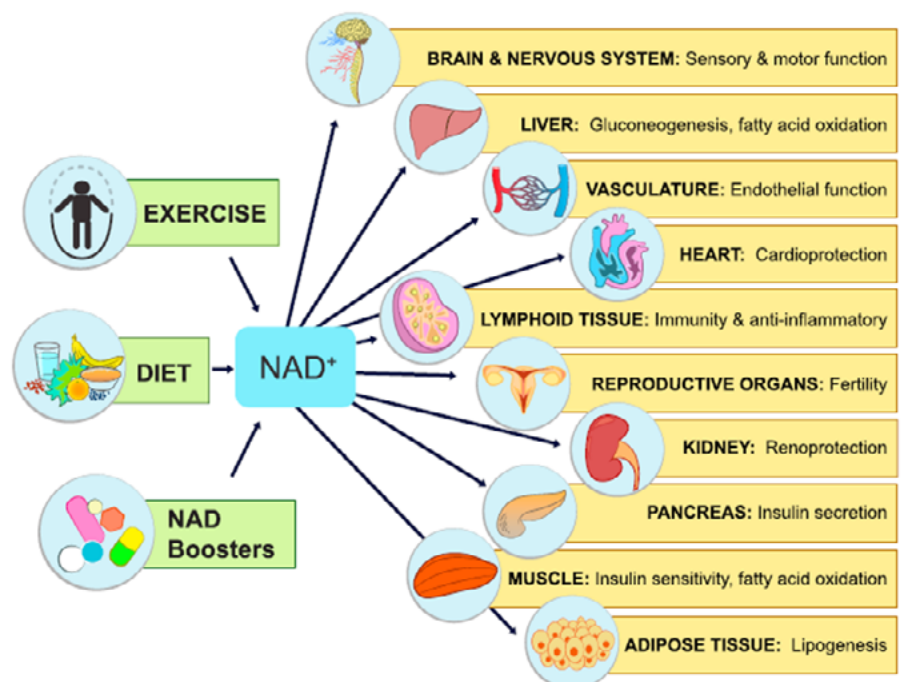 BRAIN & NERVOUS SYSTEM: Sensory & motor function
LIVER: Gluconeogenesis, fatty acid oxidation
VASCULATURE: Endothelial function
EXERCISE
HEART: Cardioprotection
LYMPHOID TISSUE: Immunity & anti-inflammatory
DIET
NAD⁺
REPRODUCTIVE ORGANS: Fertility
KIDNEY: Renoprotection
NAD
Boosters
PANCREAS: Insulin secretion
MUSCLE: Insulin sensitivity, fatty acid oxidation
ADIPOSE TISSUE: Lipogenesis